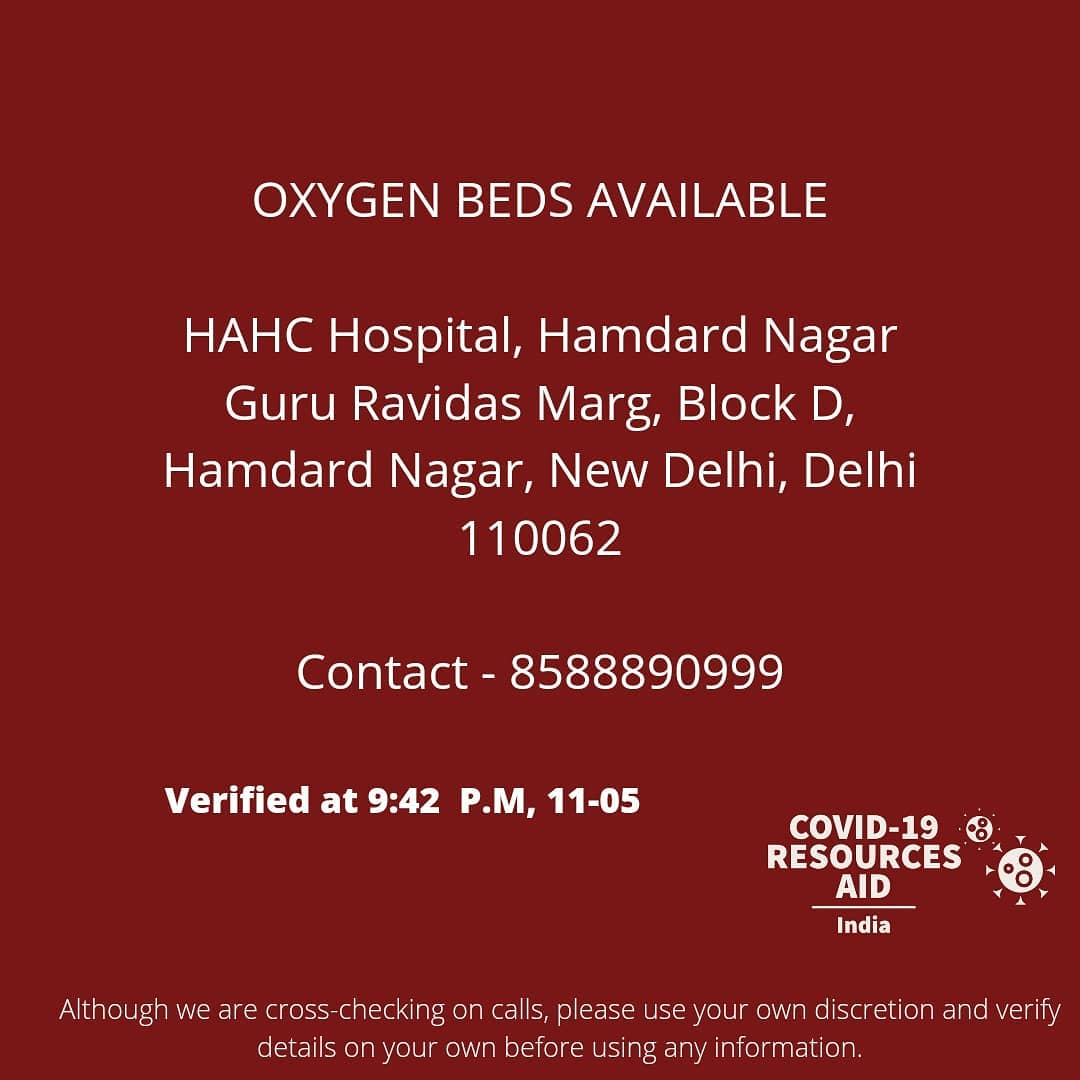 OXYGEN BEDS AVAILABLE
HAHC Hospital, Hamdard Nagar
Guru Ravidas Marg, Block D,
Hamdard Nagar, New Delhi, Delhi
110062
Contact - 8588890999
Verified at 9:42  P.M, 11-05
COVID-19
RESOURCES
AID
India
Although we are cross-checking on calls, please use your own discretion and verify
details on your own before using any information.